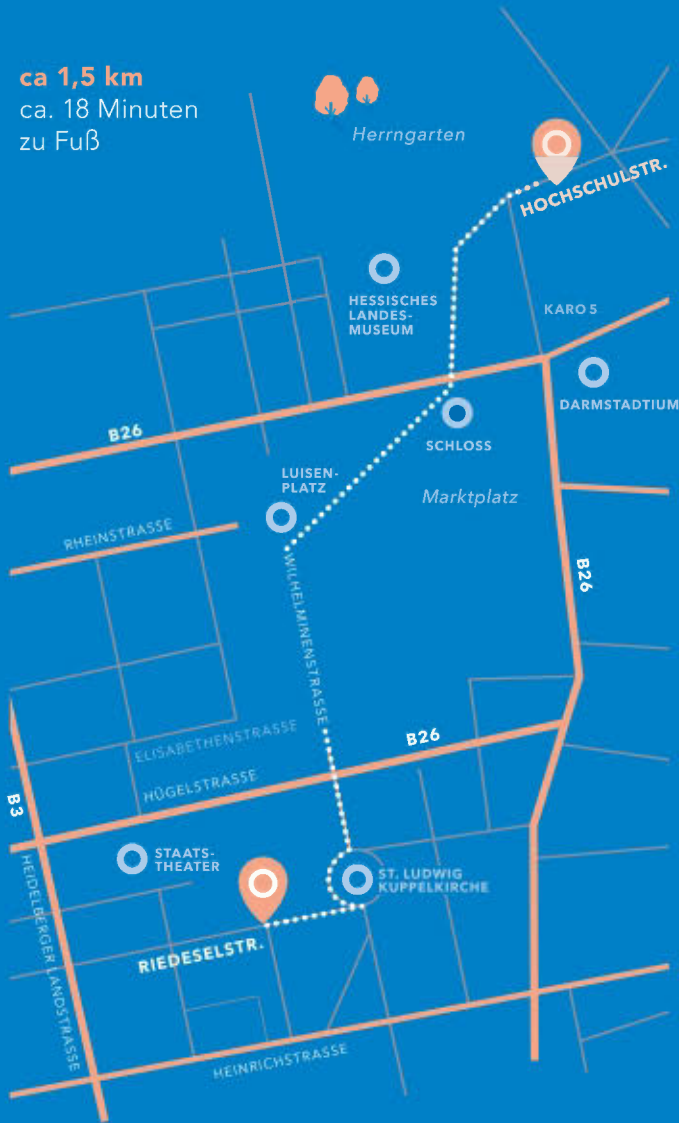 ca 1,5 km
ca. 18 Minuten
zu Fuß
Herrngarten
HOCHSCHULSTR.
HESSISCHES
LANDES-
MUSEUM
KARO 5
DARMSTADTIUM
B26
SCHLOSS
LUISEN-
PLATZ
Marktplatz
RHEINSTRASSE
B26
WILHELMINENSTRASSE
ELISABETHENSTRASSE
B26
HÜGELSTRASSE
B3
STAATS-
THEATER
ST. LUDWIG
KUPPELKIRCHE
HEIDELBERGER LANDSTRASSE
RIEDESELSTR.
HEINRICHSTRASSE